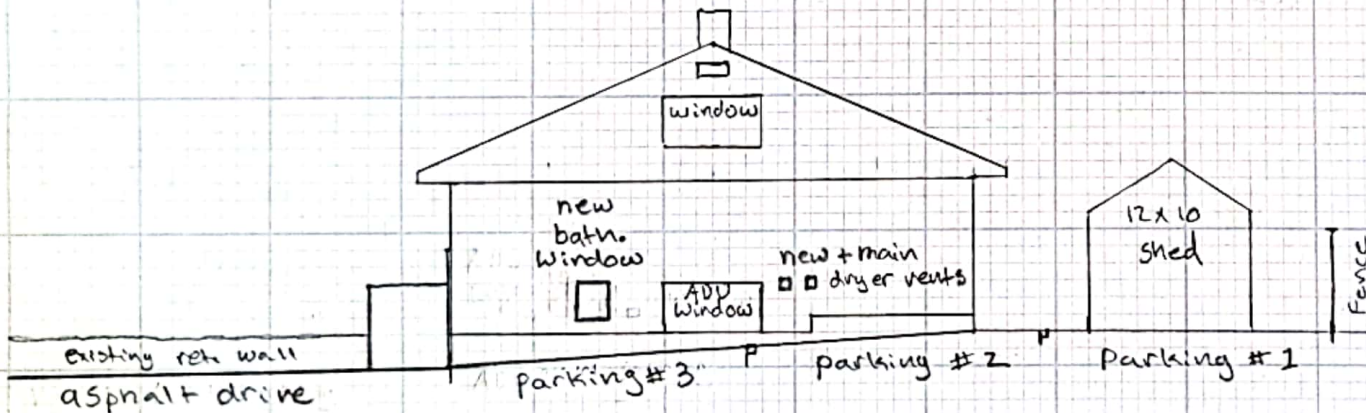 window
new
bath.
window
ADU
window
new + main
dryer vents
12 x 10
shed
Fence
existing ret. wall
asphalt drive
parking #3
parking #2
parking #1